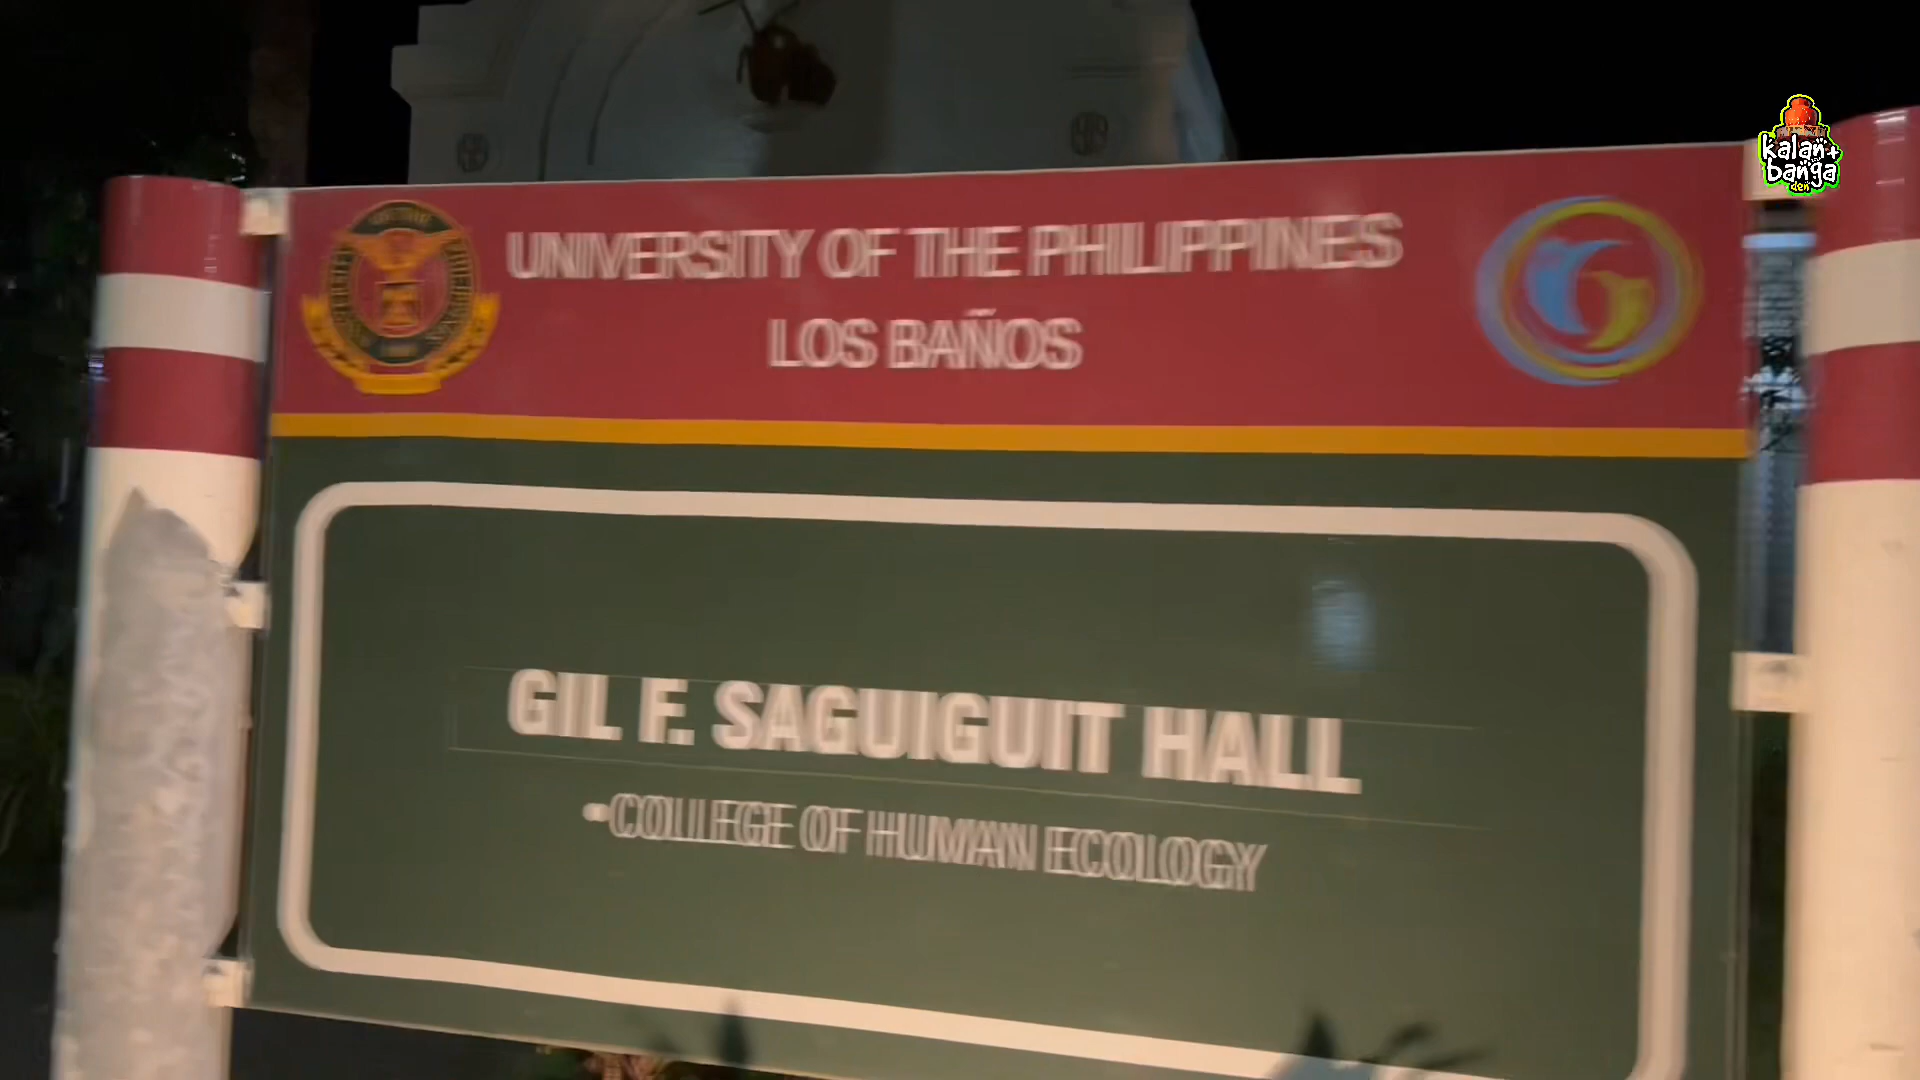 UNIVERSITY OF THE PHILIPPINES
LOS BAÑOS
GIL F. SAGUIGUIT HALL
•COLLEGE OF HUMAN ECOLOGY
kalan+
banga
den